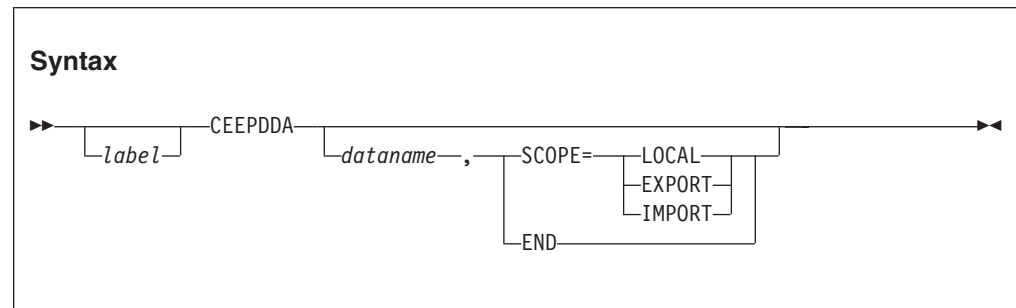 Syntax
CEEPDDA
label
dataname , SCOPE= LOCAL
EXPORT
IMPORT
END